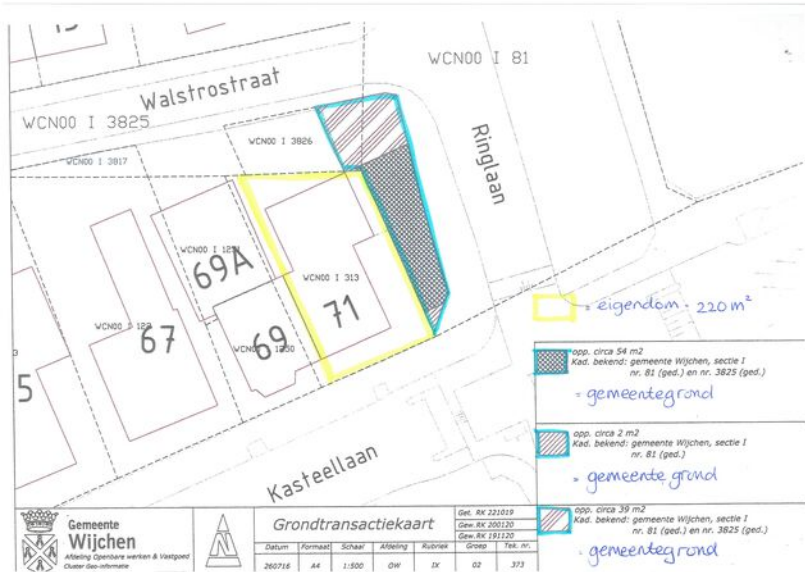 13
WCN00 I 81
Walstrostraat
WCN00 I 3825
WCN00 I 3826
WCN00 I 3817
Ringlaan
69A
WCN00 I 313
71
67
69
5
Kasteellaan
= eigendom - 220 m²
opp. circa 54 m2
Kad. bekend: gemeente Wijchen, sectie I
nr. 81 (ged.) en nr. 3825 (ged.)
= gemeentegrond
opp. circa 2 m2
Kad. bekend: gemeente Wijchen, sectie I
nr. 81 (ged.)
= gemeente grond
opp. circa 39 m2
Kad. bekend: gemeente Wijchen, sectie I
nr. 81 (ged.) en nr. 3825 (ged.)
= gemeentegrond
Gemeente
Wijchen
Afdeling Openbare werken & Vastgoed
Cluster Geo-informatie
N
Grondtransactiekaart
Get. RK 221019
Gew. RK 200120
Gew. RK 191120
Datum Formaat Schaal Afdeling Rubriek Groep Tek. nr.
260716 A4 1:500 OW IX 02 373